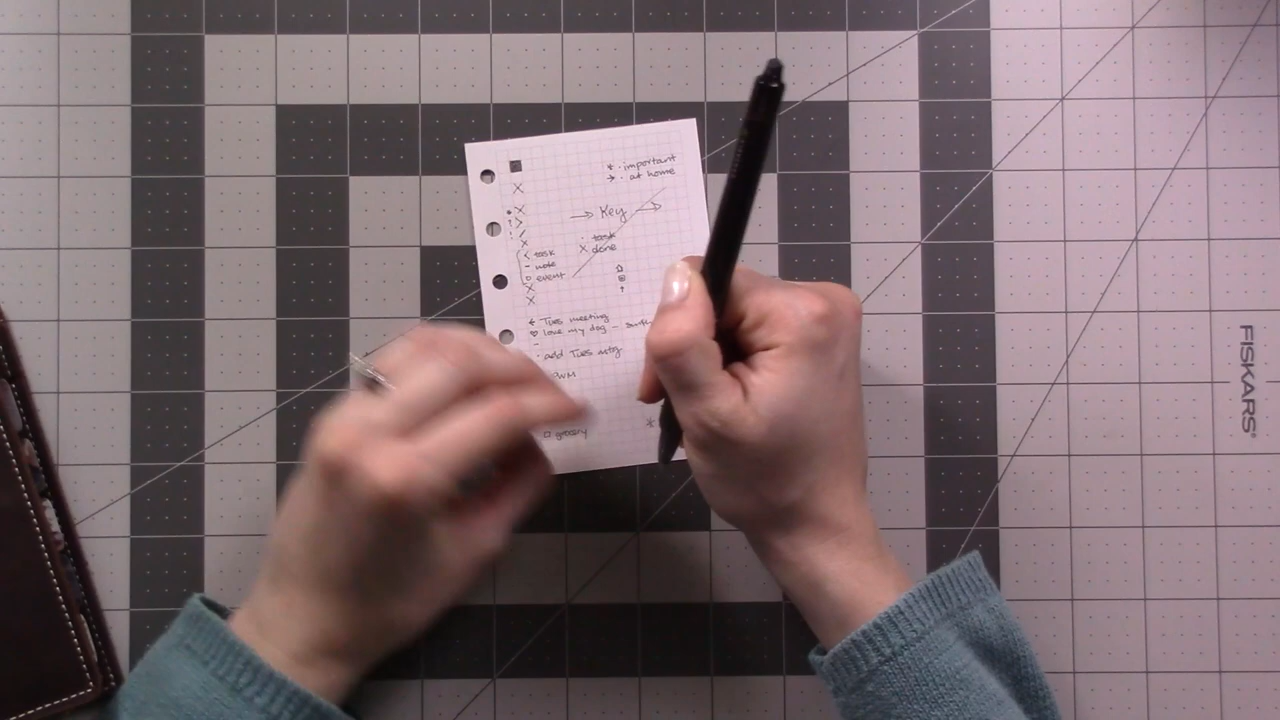 * · important
> · at home
→ Key →
· task
X done
< task
- note
□ event
< Tues meeting
♡ love my dog -
-
· add Tues mtg
□ grocery
*
FISKARS